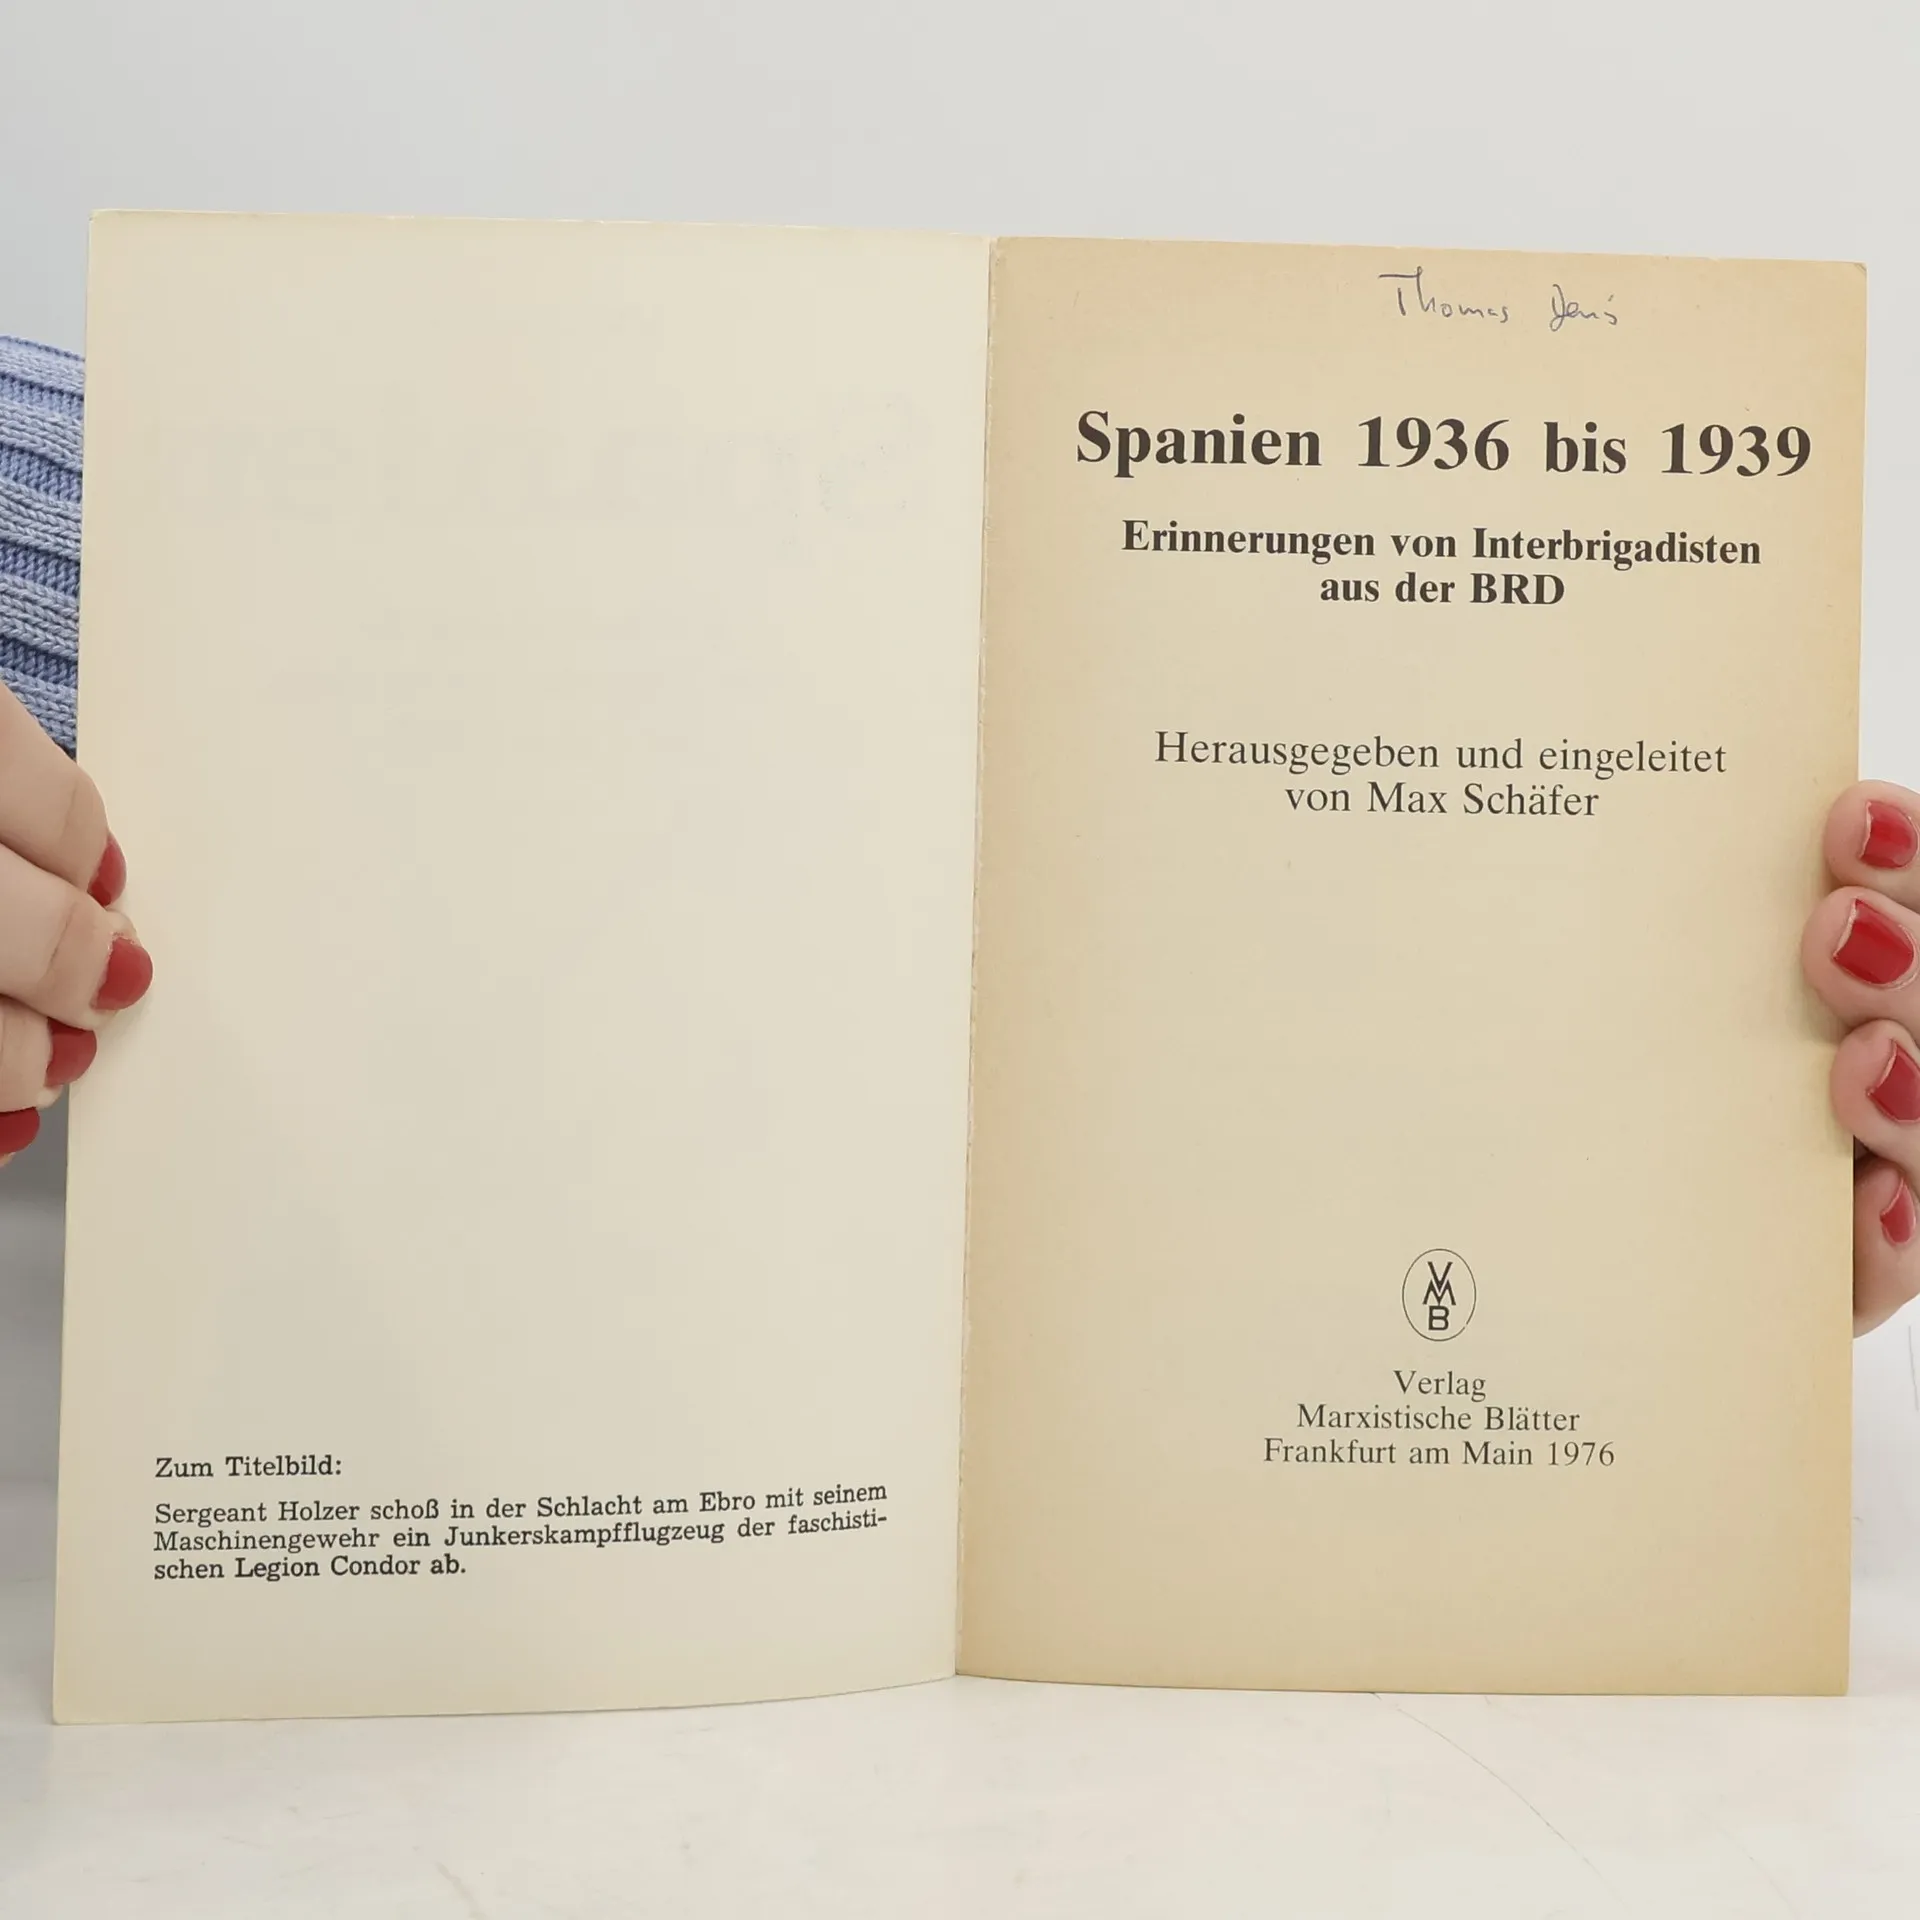 Zum Titelbild:
Sergeant Holzer schoß in der Schlacht am Ebro mit seinem
Maschinengewehr ein Junkerskampfflugzeug der faschisti-
schen Legion Condor ab.
Thomas
Spanien 1936 bis 1939
Erinnerungen von Interbrigadisten
aus der BRD
Herausgegeben und eingeleitet
von Max Schäfer
V
M
B
Verlag
Marxistische Blätter
Frankfurt am Main 1976